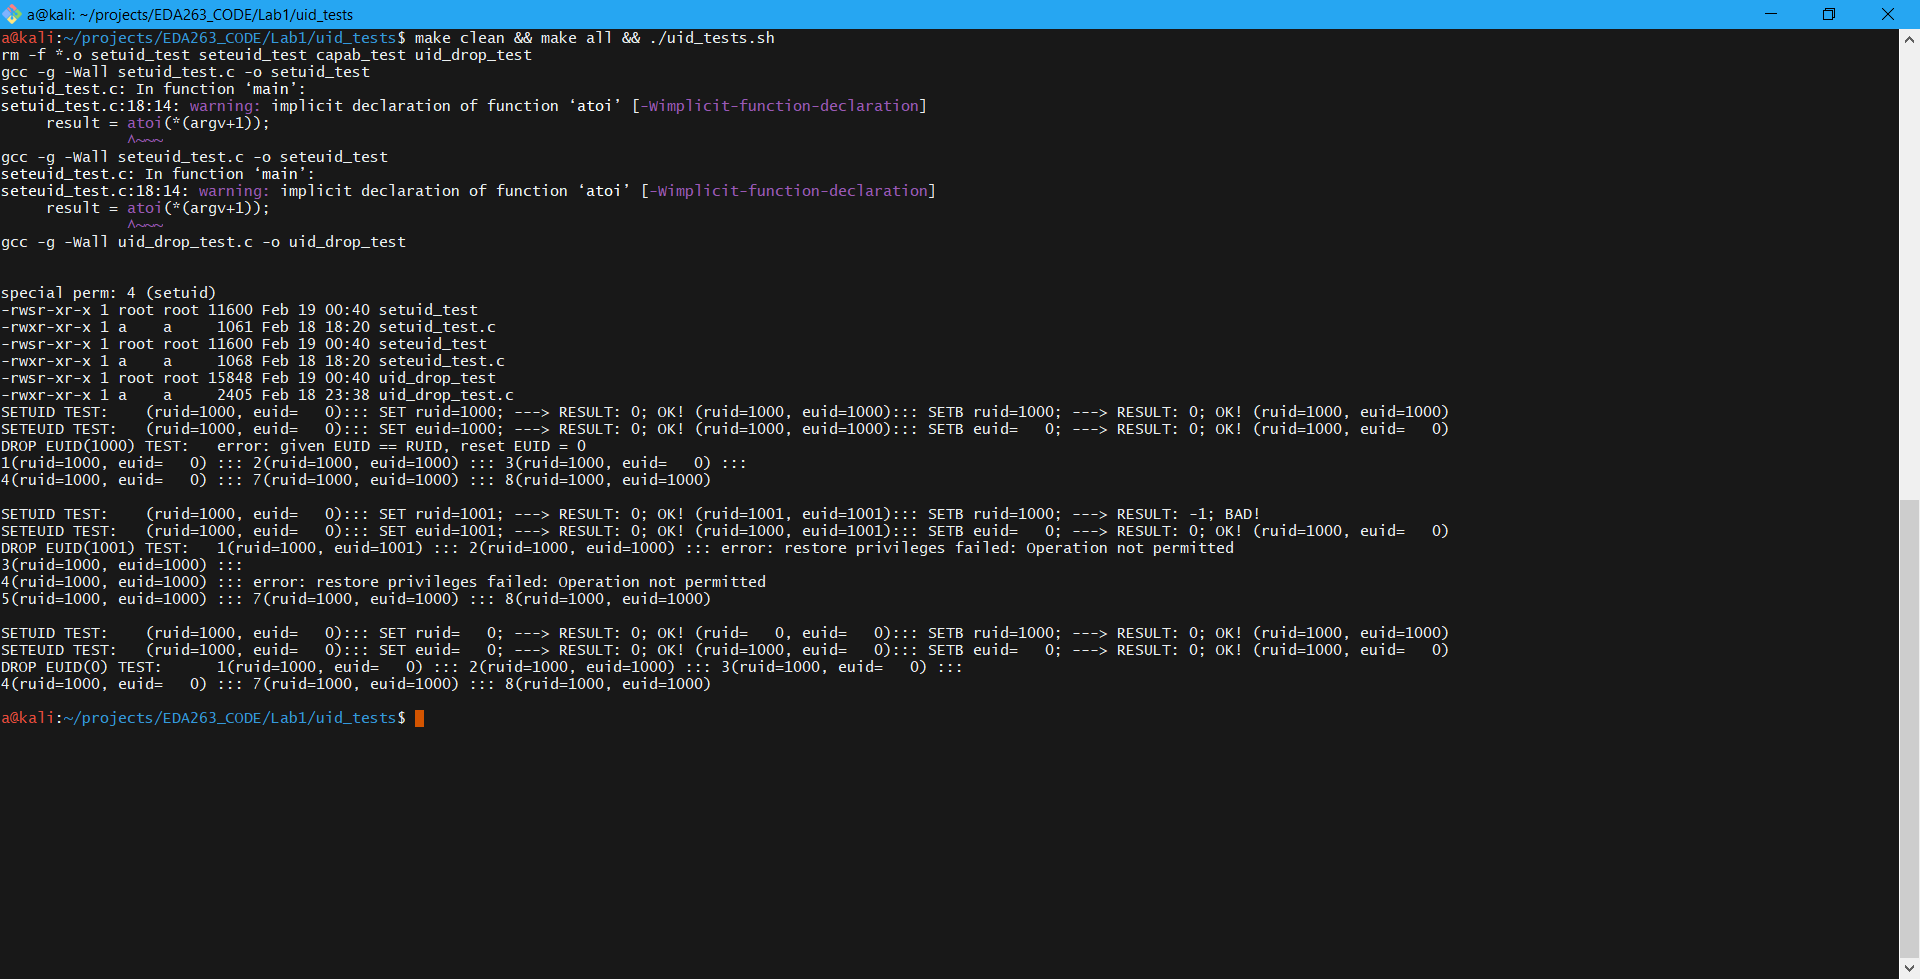 a@kali: ~/projects/EDA263_CODE/Lab1/uid_tests
a@kali:~/projects/EDA263_CODE/Lab1/uid_tests$ make clean && make all && ./uid_tests.sh
rm -f *.o setuid_test seteuid_test capab_test uid_drop_test
gcc -g -Wall setuid_test.c -o setuid_test
setuid_test.c: In function ‘main’:
setuid_test.c:18:14: warning: implicit declaration of function ‘atoi’ [-Wimplicit-function-declaration]
     result = atoi(*(argv+1));
              ^~~~
gcc -g -Wall seteuid_test.c -o seteuid_test
seteuid_test.c: In function ‘main’:
seteuid_test.c:18:14: warning: implicit declaration of function ‘atoi’ [-Wimplicit-function-declaration]
     result = atoi(*(argv+1));
              ^~~~
gcc -g -Wall uid_drop_test.c -o uid_drop_test
special perm: 4 (setuid)
-rwsr-xr-x 1 root root 11600 Feb 19 00:40 setuid_test
-rwxr-xr-x 1 a    a     1061 Feb 18 18:20 setuid_test.c
-rwsr-xr-x 1 root root 11600 Feb 19 00:40 seteuid_test
-rwxr-xr-x 1 a    a     1068 Feb 18 18:20 seteuid_test.c
-rwsr-xr-x 1 root root 15848 Feb 19 00:40 uid_drop_test
-rwxr-xr-x 1 a    a     2405 Feb 18 23:38 uid_drop_test.c
SETUID TEST:    (ruid=1000, euid=   0)::: SET ruid=1000; ---> RESULT: 0; OK! (ruid=1000, euid=1000)::: SETB ruid=1000; ---> RESULT: 0; OK! (ruid=1000, euid=1000)
SETEUID TEST:   (ruid=1000, euid=   0)::: SET euid=1000; ---> RESULT: 0; OK! (ruid=1000, euid=1000)::: SETB euid=   0; ---> RESULT: 0; OK! (ruid=1000, euid=   0)
DROP EUID(1000) TEST:   error: given EUID == RUID, reset EUID = 0
1(ruid=1000, euid=   0) ::: 2(ruid=1000, euid=1000) ::: 3(ruid=1000, euid=   0) :::
4(ruid=1000, euid=   0) ::: 7(ruid=1000, euid=1000) ::: 8(ruid=1000, euid=1000)
SETUID TEST:    (ruid=1000, euid=   0)::: SET ruid=1001; ---> RESULT: 0; OK! (ruid=1001, euid=1001)::: SETB ruid=1000; ---> RESULT: -1; BAD!
SETEUID TEST:   (ruid=1000, euid=   0)::: SET euid=1001; ---> RESULT: 0; OK! (ruid=1000, euid=1001)::: SETB euid=   0; ---> RESULT: 0; OK! (ruid=1000, euid=   0)
DROP EUID(1001) TEST:   1(ruid=1000, euid=1001) ::: 2(ruid=1000, euid=1000) ::: error: restore privileges failed: Operation not permitted
3(ruid=1000, euid=1000) :::
4(ruid=1000, euid=1000) ::: error: restore privileges failed: Operation not permitted
5(ruid=1000, euid=1000) ::: 7(ruid=1000, euid=1000) ::: 8(ruid=1000, euid=1000)
SETUID TEST:    (ruid=1000, euid=   0)::: SET ruid=   0; ---> RESULT: 0; OK! (ruid=   0, euid=   0)::: SETB ruid=1000; ---> RESULT: 0; OK! (ruid=1000, euid=1000)
SETEUID TEST:   (ruid=1000, euid=   0)::: SET euid=   0; ---> RESULT: 0; OK! (ruid=1000, euid=   0)::: SETB euid=   0; ---> RESULT: 0; OK! (ruid=1000, euid=   0)
DROP EUID(0) TEST:      1(ruid=1000, euid=   0) ::: 2(ruid=1000, euid=1000) ::: 3(ruid=1000, euid=   0) :::
4(ruid=1000, euid=   0) ::: 7(ruid=1000, euid=1000) ::: 8(ruid=1000, euid=1000)
a@kali:~/projects/EDA263_CODE/Lab1/uid_tests$